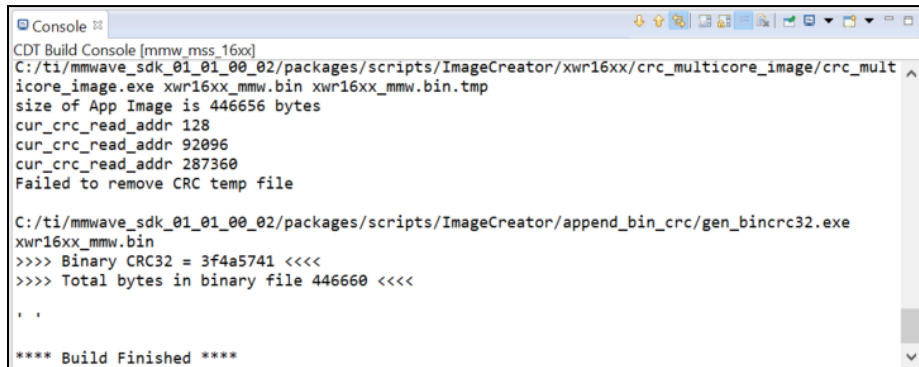 Console
CDT Build Console [mmw_mss_16xx]
C:/ti/mmwave_sdk_01_01_00_02/packages/scripts/ImageCreator/xwr16xx/crc_multicore_image/crc_mult
icore_image.exe xwr16xx_mmw.bin xwr16xx_mmw.bin.tmp
size of App Image is 446656 bytes
cur_crc_read_addr 128
cur_crc_read_addr 92096
cur_crc_read_addr 287360
Failed to remove CRC temp file
C:/ti/mmwave_sdk_01_01_00_02/packages/scripts/ImageCreator/append_bin_crc/gen_bincrc32.exe
xwr16xx_mmw.bin
>>>> Binary CRC32 = 3f4a5741 <<<<
>>>> Total bytes in binary file 446660 <<<<
' '
**** Build Finished ****